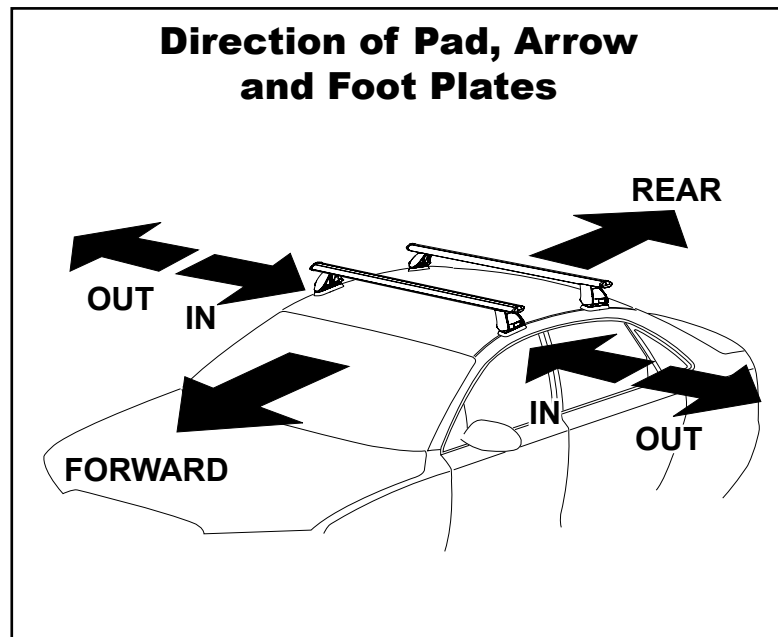 Direction of Pad, Arrow
and Foot Plates
REAR
OUT
IN
IN
OUT
FORWARD